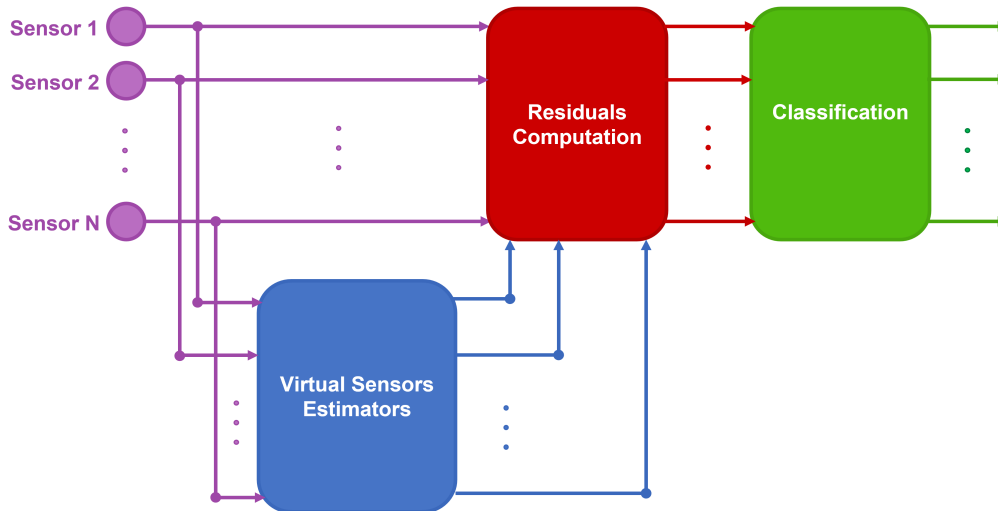 Sensor 1
Sensor 2
Sensor N
Residuals
Computation
Classification
Virtual Sensors
Estimators